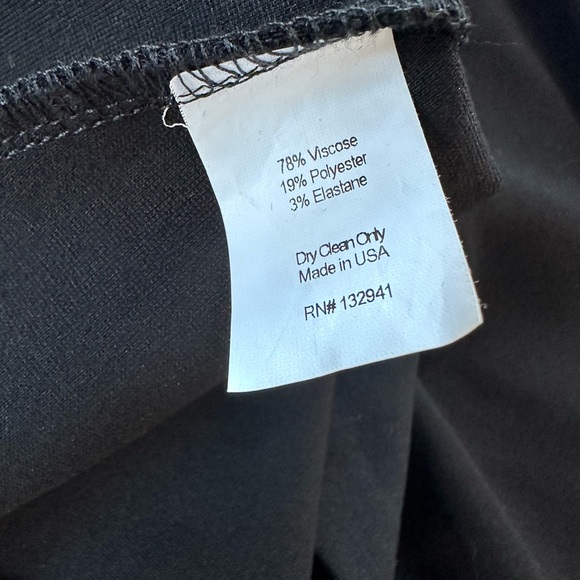 78% Viscose
19% Polyester
3% Elastane
Dry Clean Only
Made in USA
RN# 132941